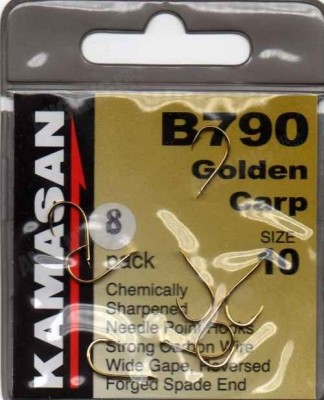 KAMASAN
B790
Golden
Carp
SIZE
10
8
pack
Chemically
Sharpened
Needle Point Hooks
Strong Carbon Wire
Wide Gape, Reversed
Forged Spade End